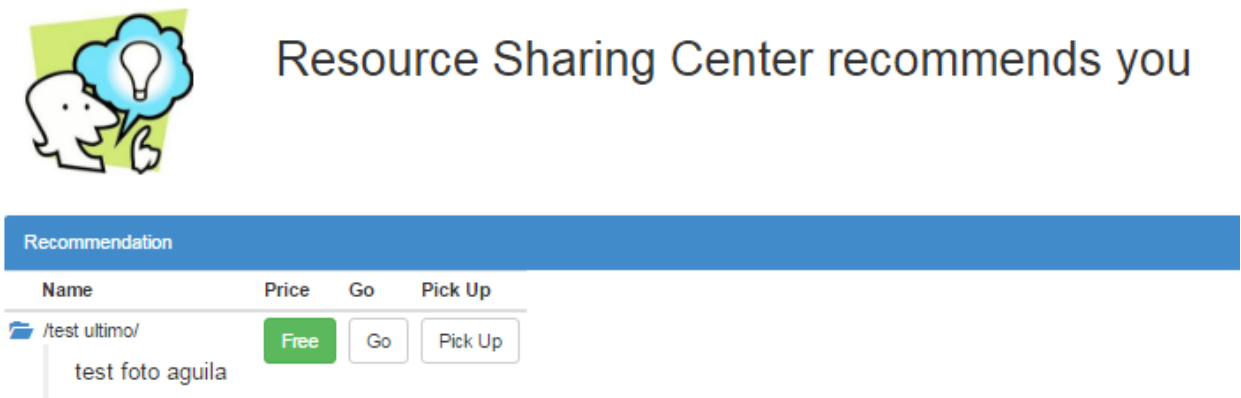 Resource Sharing Center recommends you
Recommendation
Name Price Go Pick Up
/test ultimo/ Free Go Pick Up
test foto aguila